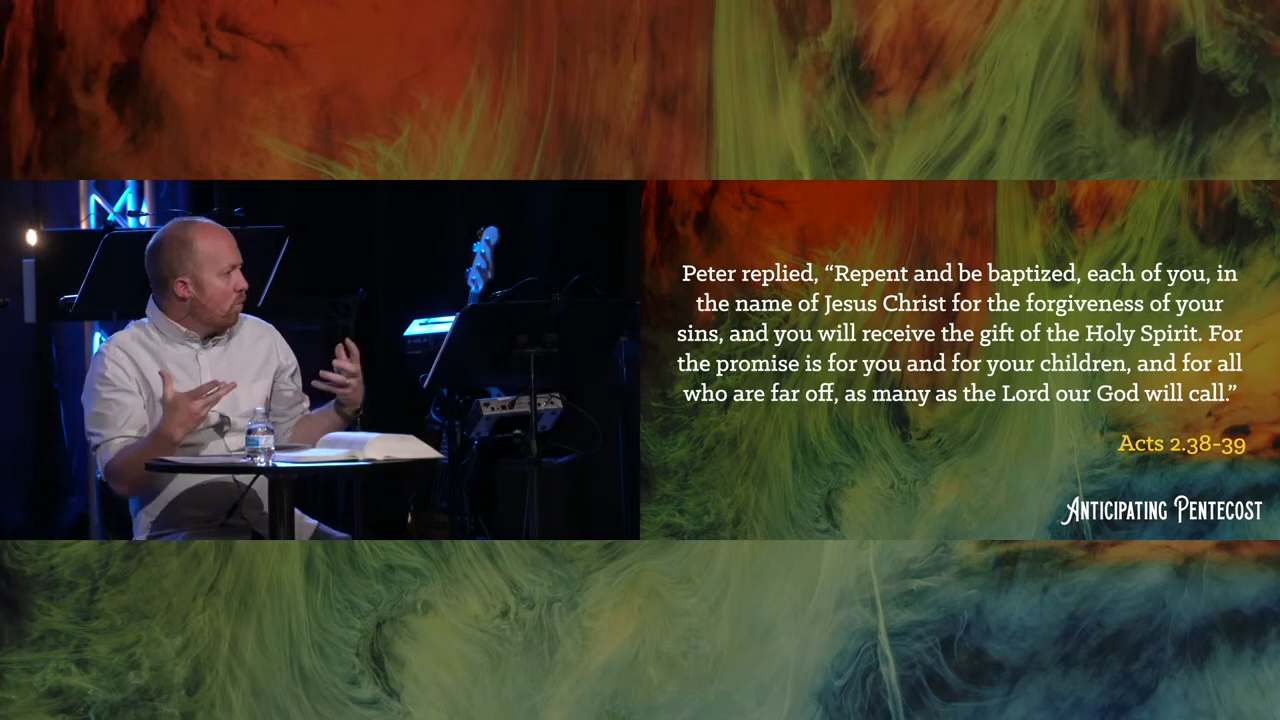 Peter replied, “Repent and be baptized, each of you, in
the name of Jesus Christ for the forgiveness of your
sins, and you will receive the gift of the Holy Spirit. For
the promise is for you and for your children, and for all
who are far off, as many as the Lord our God will call.”
Acts 2.38-39
Anticipating Pentecost